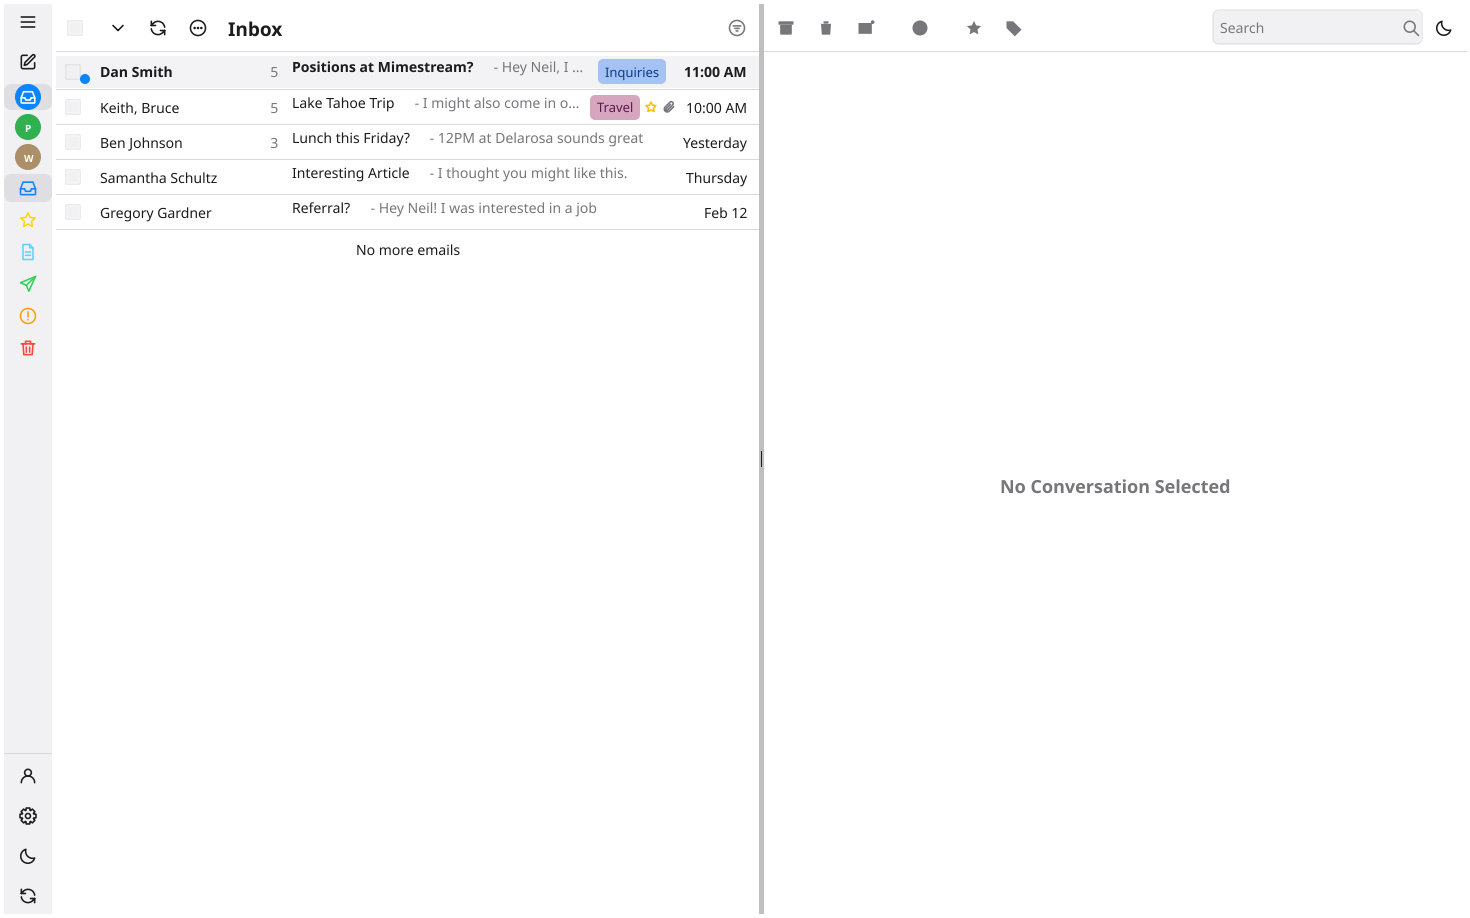 Inbox
Search
Dan Smith 5 Positions at Mimestream? - Hey Neil, I ... Inquiries 11:00 AM
Keith, Bruce 5 Lake Tahoe Trip - I might also come in o... Travel 10:00 AM
P
Ben Johnson 3 Lunch this Friday? - 12PM at Delarosa sounds great Yesterday
W
Samantha Schultz Interesting Article - I thought you might like this. Thursday
Gregory Gardner Referral? - Hey Neil! I was interested in a job Feb 12
No more emails
No Conversation Selected